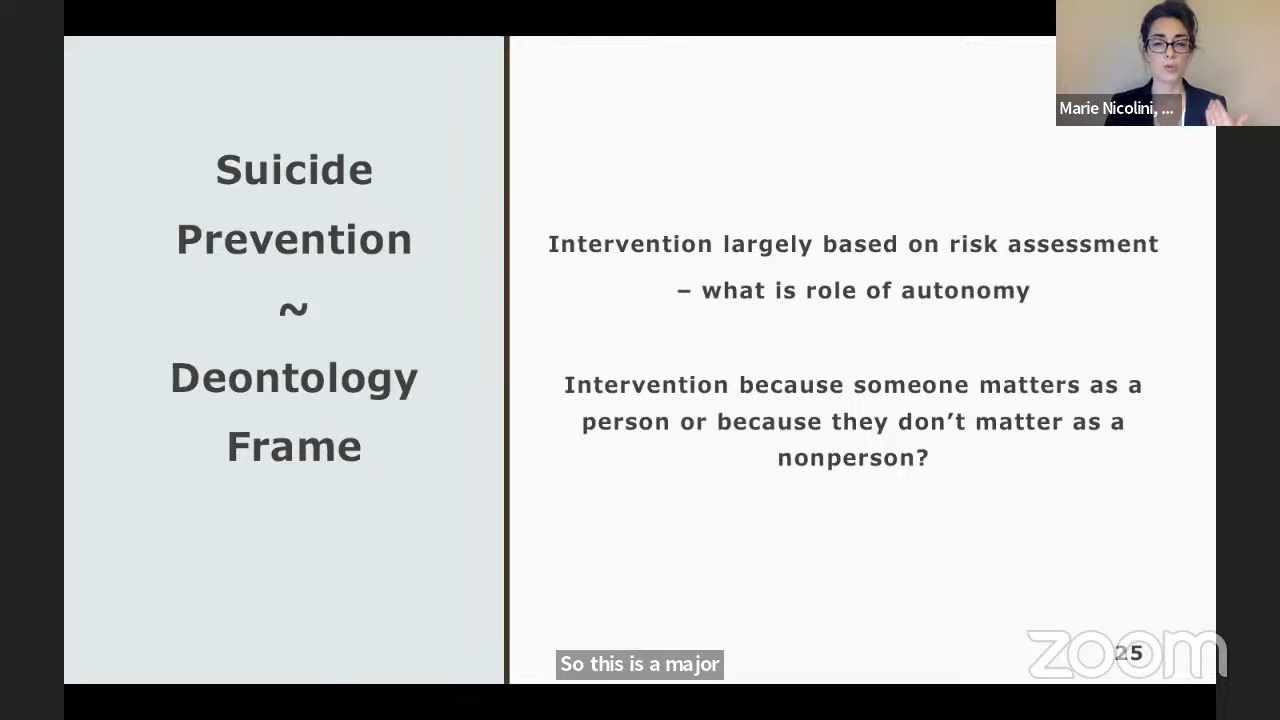 Marie Nicolini, ...
Suicide
Prevention
~
Deontology
Frame
Intervention largely based on risk assessment
– what is role of autonomy
Intervention because someone matters as a
person or because they don’t matter as a
nonperson?
So this is a major
zoom
25